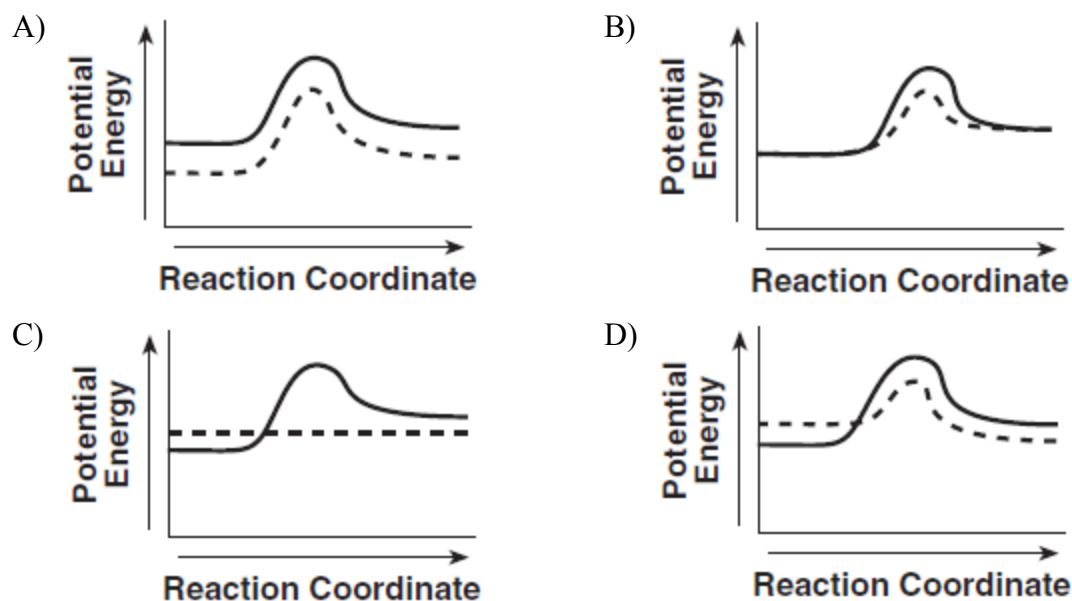 A)
Potential
Energy
Reaction Coordinate
B)
Potential
Energy
Reaction Coordinate
C)
Potential
Energy
Reaction Coordinate
D)
Potential
Energy
Reaction Coordinate